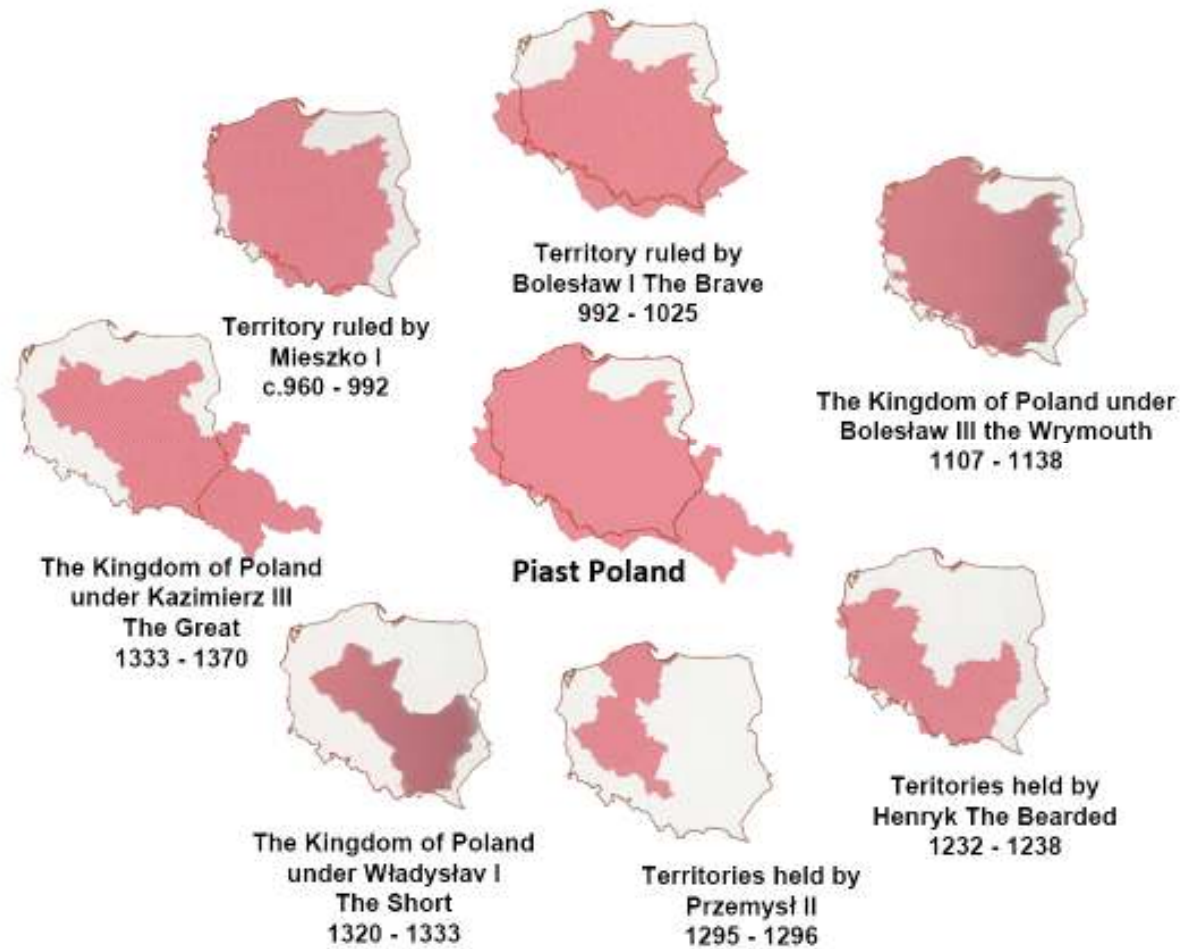 Territory ruled by
Bolesław I The Brave
992 - 1025
Territory ruled by
Mieszko I
c.960 - 992
The Kingdom of Poland under
Bolesław III the Wrymouth
1107 - 1138
The Kingdom of Poland
under Kazimierz III
The Great
1333 - 1370
Piast Poland
Teritories held by
Henryk The Bearded
1232 - 1238
The Kingdom of Poland
under Władysłav I
The Short
1320 - 1333
Territories held by
Przemysł II
1295 - 1296